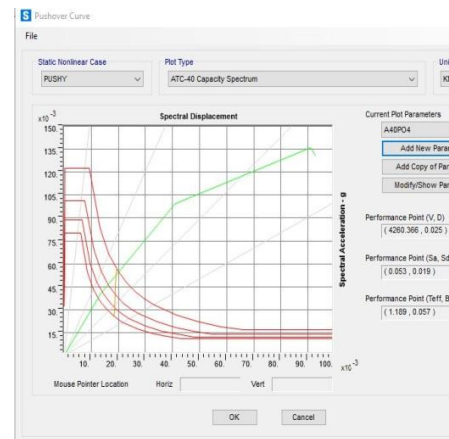 S Pushover Curve
File
Static Nonlinear Case
PUSHY
Plot Type
ATC-40 Capacity Spectrum
Uni
x10 -3
Spectral Displacement
150.
135.
120.
105.
90.
75.
60.
45.
30.
15.
10. 20. 30. 40. 50. 60. 70. 80. 90. 100.
x10 -3
Spectral Acceleration - g
Mouse Pointer Location Horiz Vert
OK Cancel
Current Plot Parameters
A40PO4
Add New Para
Add Copy of Par
Modify/Show Par
Performance Point (V, D)
( 4260.366 , 0.025 )
Performance Point (Sa, Sd
( 0.053 , 0.019 )
Performance Point (Teff, B
( 1.189 , 0.057 )